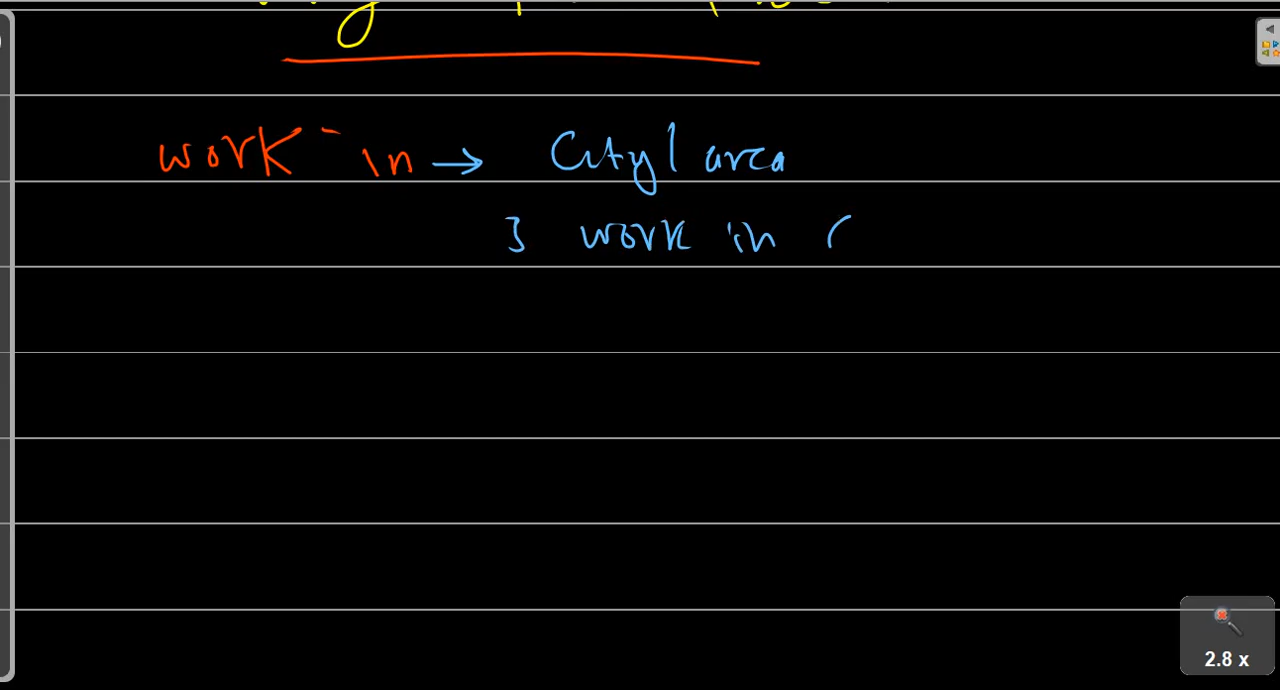 work in → City/area
3 work in (
2.8 x